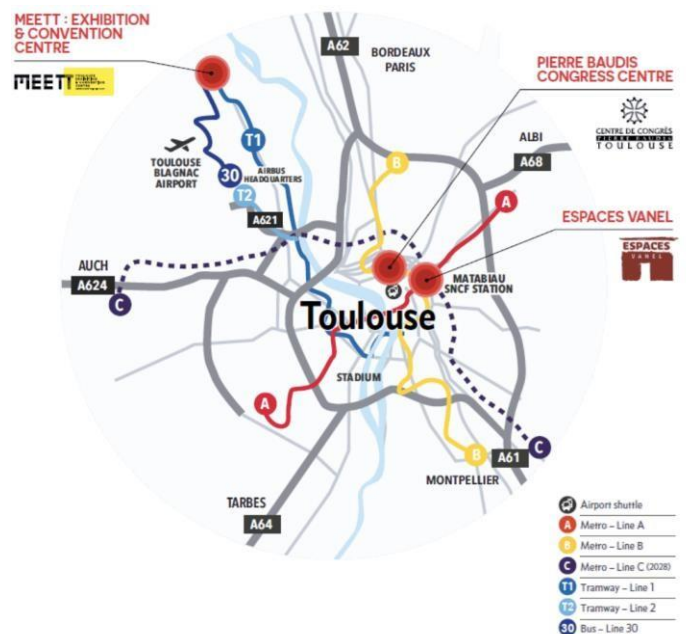 MEETT : EXHIBITION
& CONVENTION
CENTRE
MEETT
A62
BORDEAUX
PARIS
PIERRE BAUDIS
CONGRESS CENTRE
CENTRE DE CONGRÈS
PIERRE BAUDIS
TOULOUSE
ALBI
A68
T1
B
TOULOUSE
BLAGNAC
AIRPORT
30
AIRBUS
HEADQUARTERS
T2
A621
A
ESPACES VANEL
ESPACES
VANEL
AUCH
A624
C
MATABIAU
SNCF STATION
Toulouse
STADIUM
A
B
A61
C
MONTPELLIER
TARBES
A64
Airport shuttle
A Metro – Line A
B Metro – Line B
C Metro – Line C (2028)
T1 Tramway – Line 1
T2 Tramway – Line 2
30 Bus – Line 30